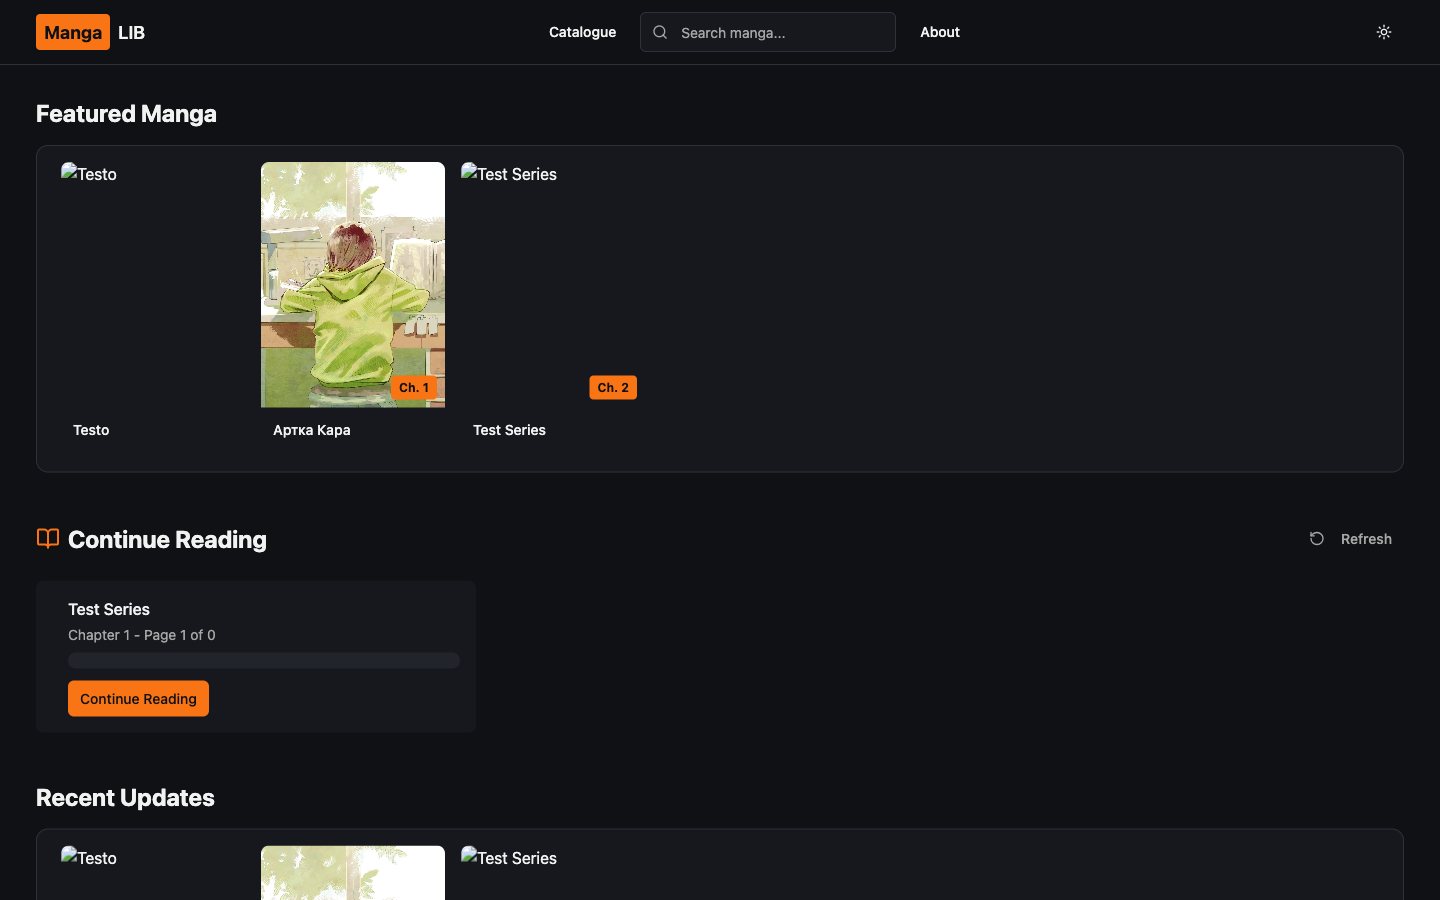 Manga LIB
Catalogue
Search manga...
About
Featured Manga
Testo
Test Series
Ch. 1
Ch. 2
Testo
Артка Кара
Test Series
Continue Reading
Refresh
Test Series
Chapter 1 - Page 1 of 0
Continue Reading
Recent Updates
Testo
Test Series